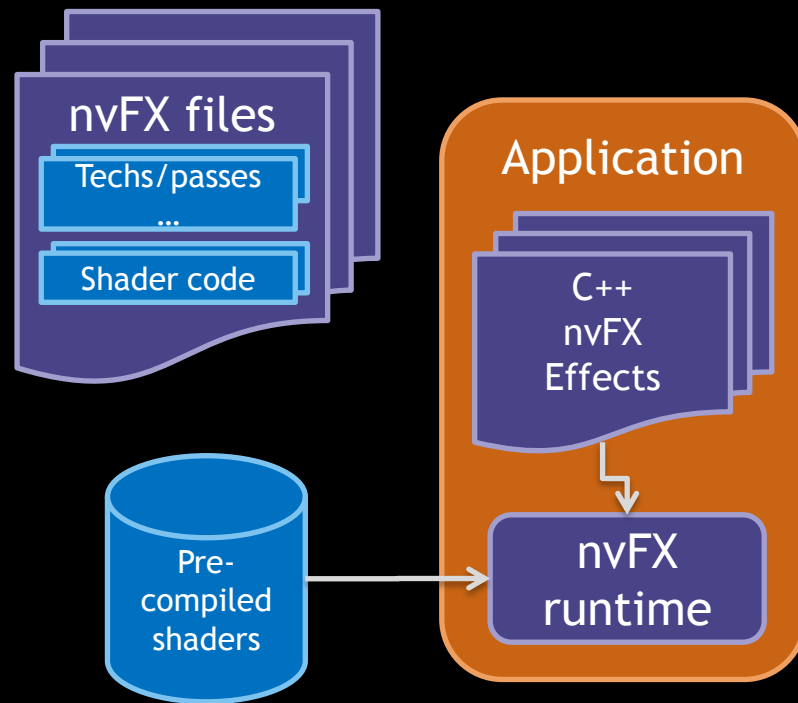 nvFX files
Techs/passes
…
Shader code
Application
C++
nvFX
Effects
Pre-
compiled
shaders
nvFX
runtime